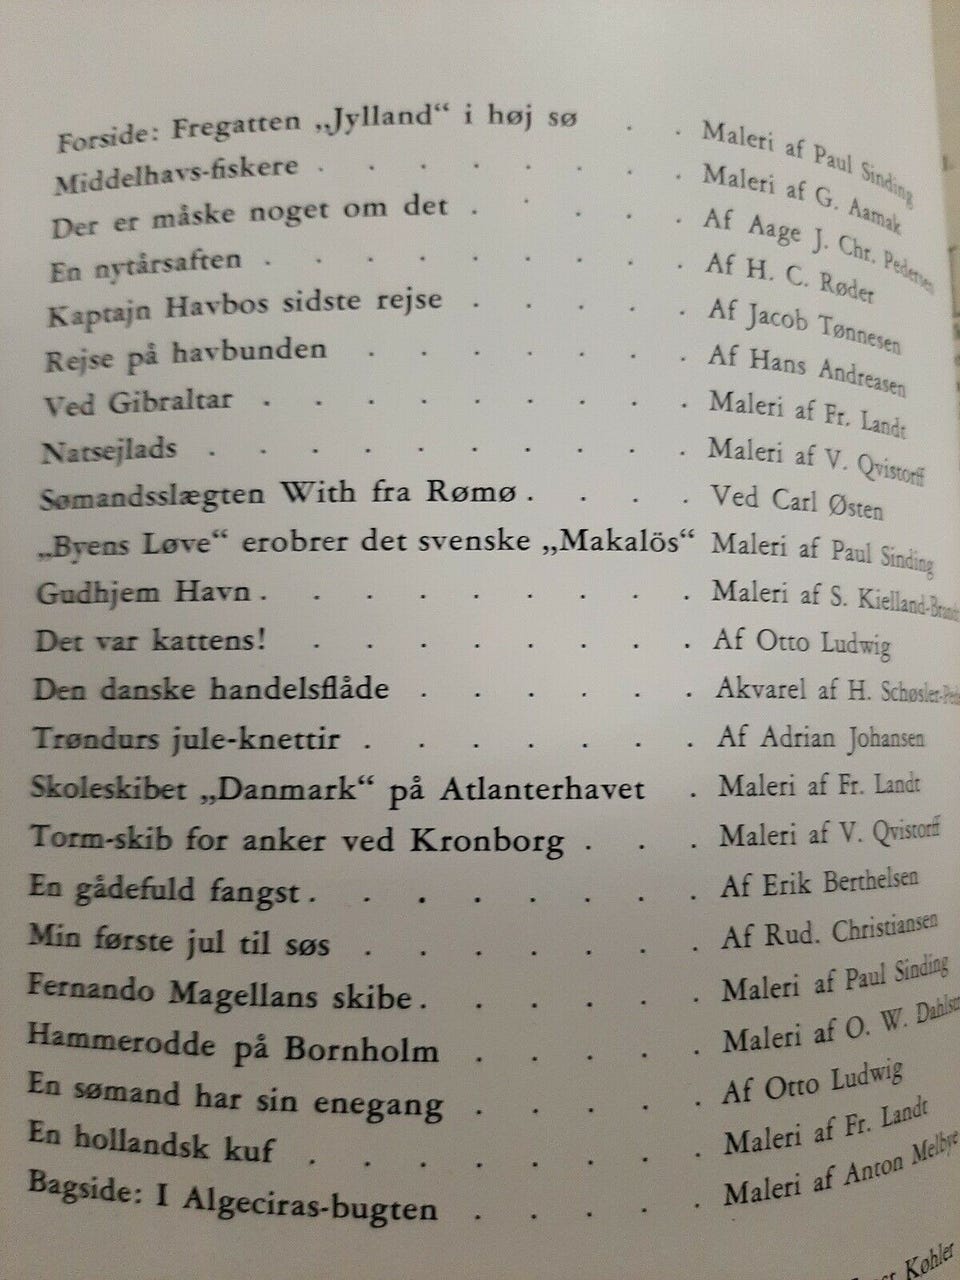 Forside: Fregatten „Jylland“ i høj sø . . Maleri af Paul Sinding
Middelhavs-fiskere . . . . . . . Maleri af G. Aamak
Der er måske noget om det . . . . . Af Aage J. Chr. Pedersen
En nytårsaften . . . . . . . . . Af H. C. Røder
Kaptajn Havbos sidste rejse . . . . . Af Jacob Tønnesen
Rejse på havbunden . . . . . . . Af Hans Andreasen
Ved Gibraltar . . . . . . . . . Maleri af Fr. Landt
Natsejlads . . . . . . . . . . Maleri af V. Qvistorff
Sømandsslægten With fra Rømø . . . . Ved Carl Østen
„Byens Løve“ erobrer det svenske „Makalös“ Maleri af Paul Sinding
Gudhjem Havn . . . . . . . . . Maleri af S. Kielland-
Det var kattens! . . . . . . . . Af Otto Ludwig
Den danske handelsflåde . . . . . . Akvarel af H. Schøsler-
Trøndurs jule-knettir . . . . . . . Af Adrian Johansen
Skoleskibet „Danmark“ på Atlanterhavet . Maleri af Fr. Landt
Torm-skib for anker ved Kronborg . . . Maleri af V. Qvistorff
En gådefuld fangst . . . . . . . . Af Erik Berthelsen
Min første jul til søs . . . . . . . Af Rud. Christiansen
Fernando Magellans skibe . . . . . . Maleri af Paul Sinding
Hammerodde på Bornholm . . . . . Maleri af O. W.
En sømand har sin enegang . . . . . Af Otto Ludwig
En hollandsk kuf . . . . . . . . Maleri af Fr. Landt
Bagside: I Algeciras-bugten . . . . . Maleri af Anton Melbye
Køhler